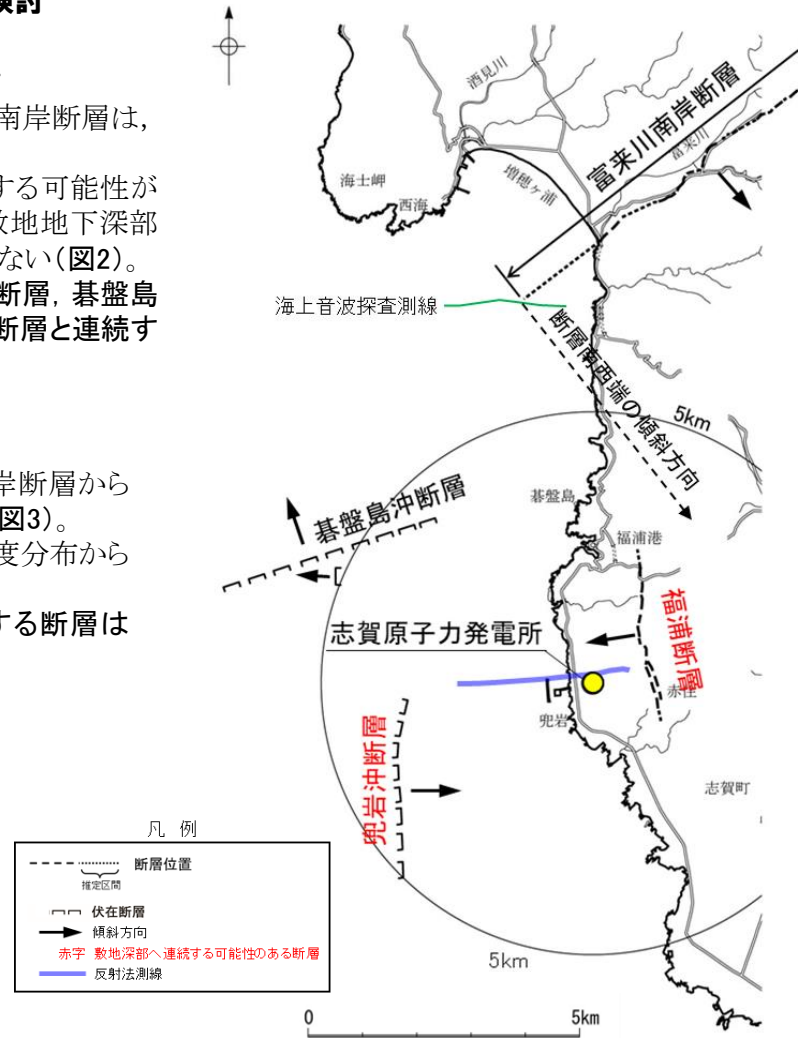 検討
南岸断層は,
する可能性が
敷地地下深部
ない(図2)。
断層, 碁盤島
断層と連続す
岸断層から
図3)。
度分布から
する断層は
酒見川
富来川南岸断層
富来川
増穂ヶ浦
海士岬
西海
海上音波探査測線
断層南西端の傾斜方向
5km
碁盤島沖断層
碁盤島
福浦港
志賀原子力発電所
福浦断層
赤住
兜岩
兜岩沖断層
志賀町
5km
凡 例
断層位置
推定区間
伏在断層
傾斜方向
赤字 敷地深部へ連続する可能性のある断層
反射法測線
0 5km